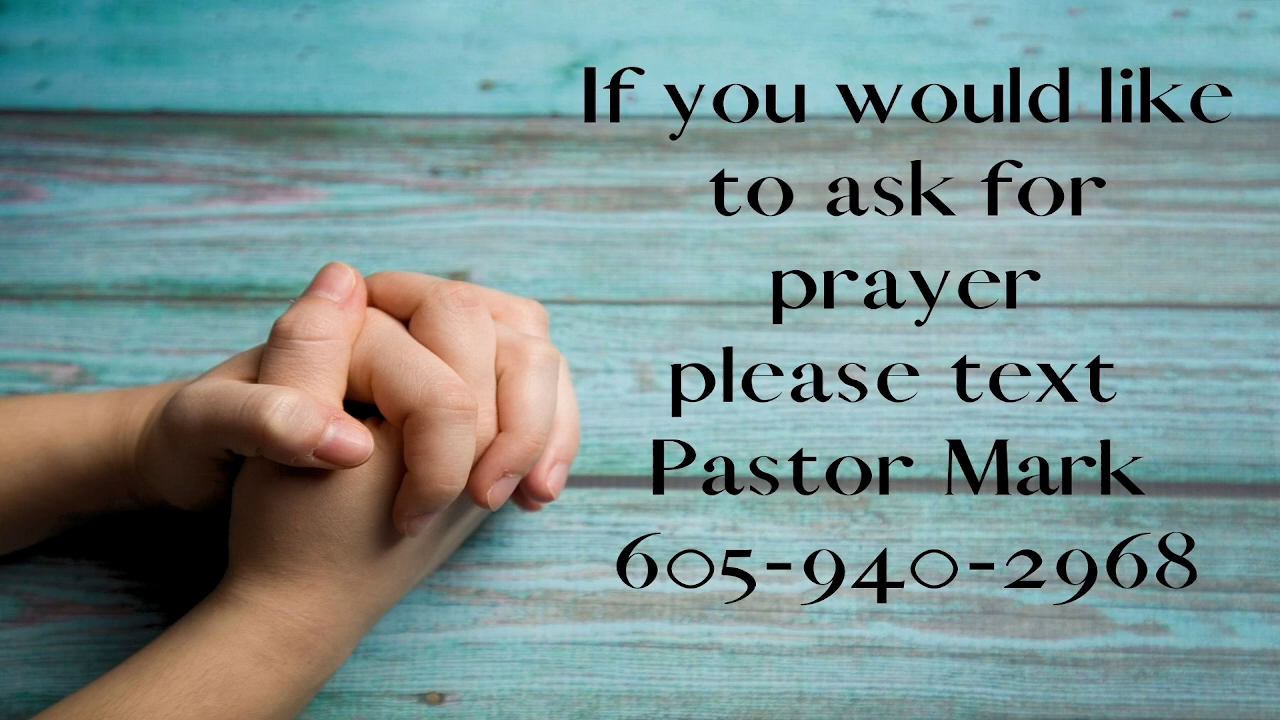 If you would like
to ask for
prayer
please text
Pastor Mark
605-940-2968